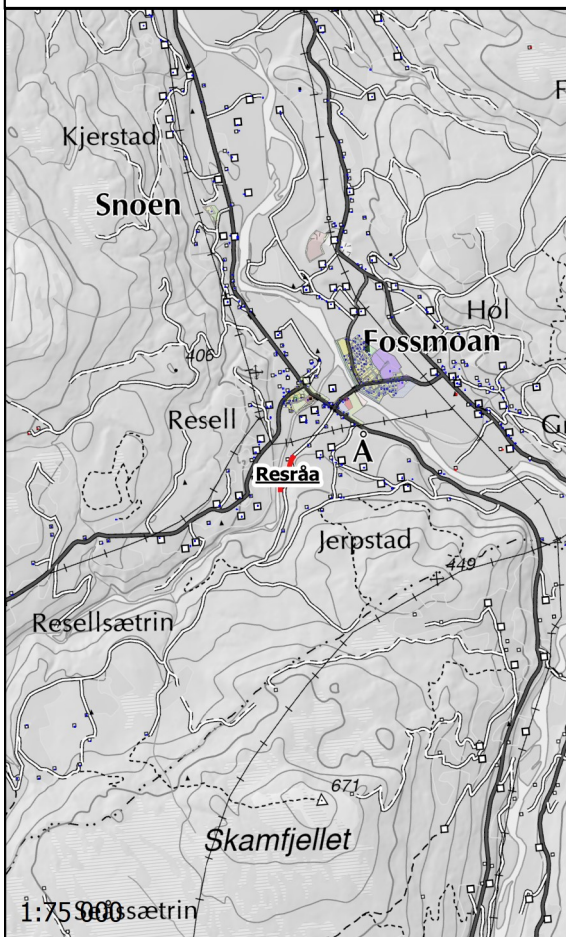 Kjerstad
Snoen
Hol
Fossmoan
406
Resell
Å
Resråa
Jerpstad
449
Resellsætrin
671
Skamfjellet
1:75 000